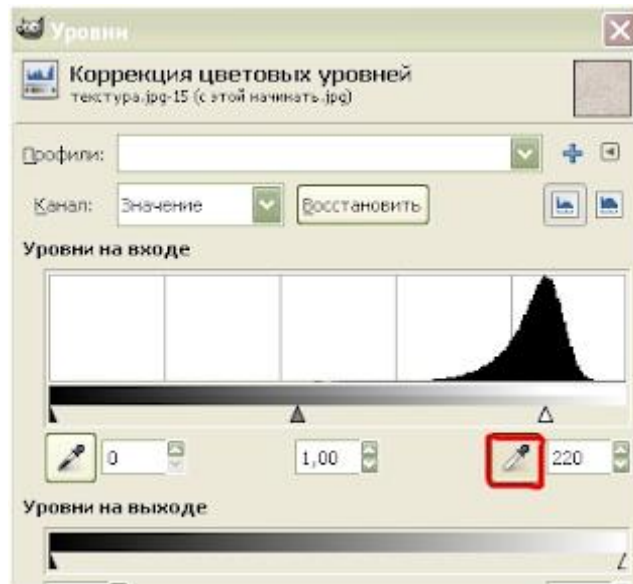 Уровни
Коррекция цветовых уровней
текстура.jpg-15 (с этой начинать.jpg)
Профили:
Канал: Значение Восстановить
Уровни на входе
0 1,00 220
Уровни на выходе